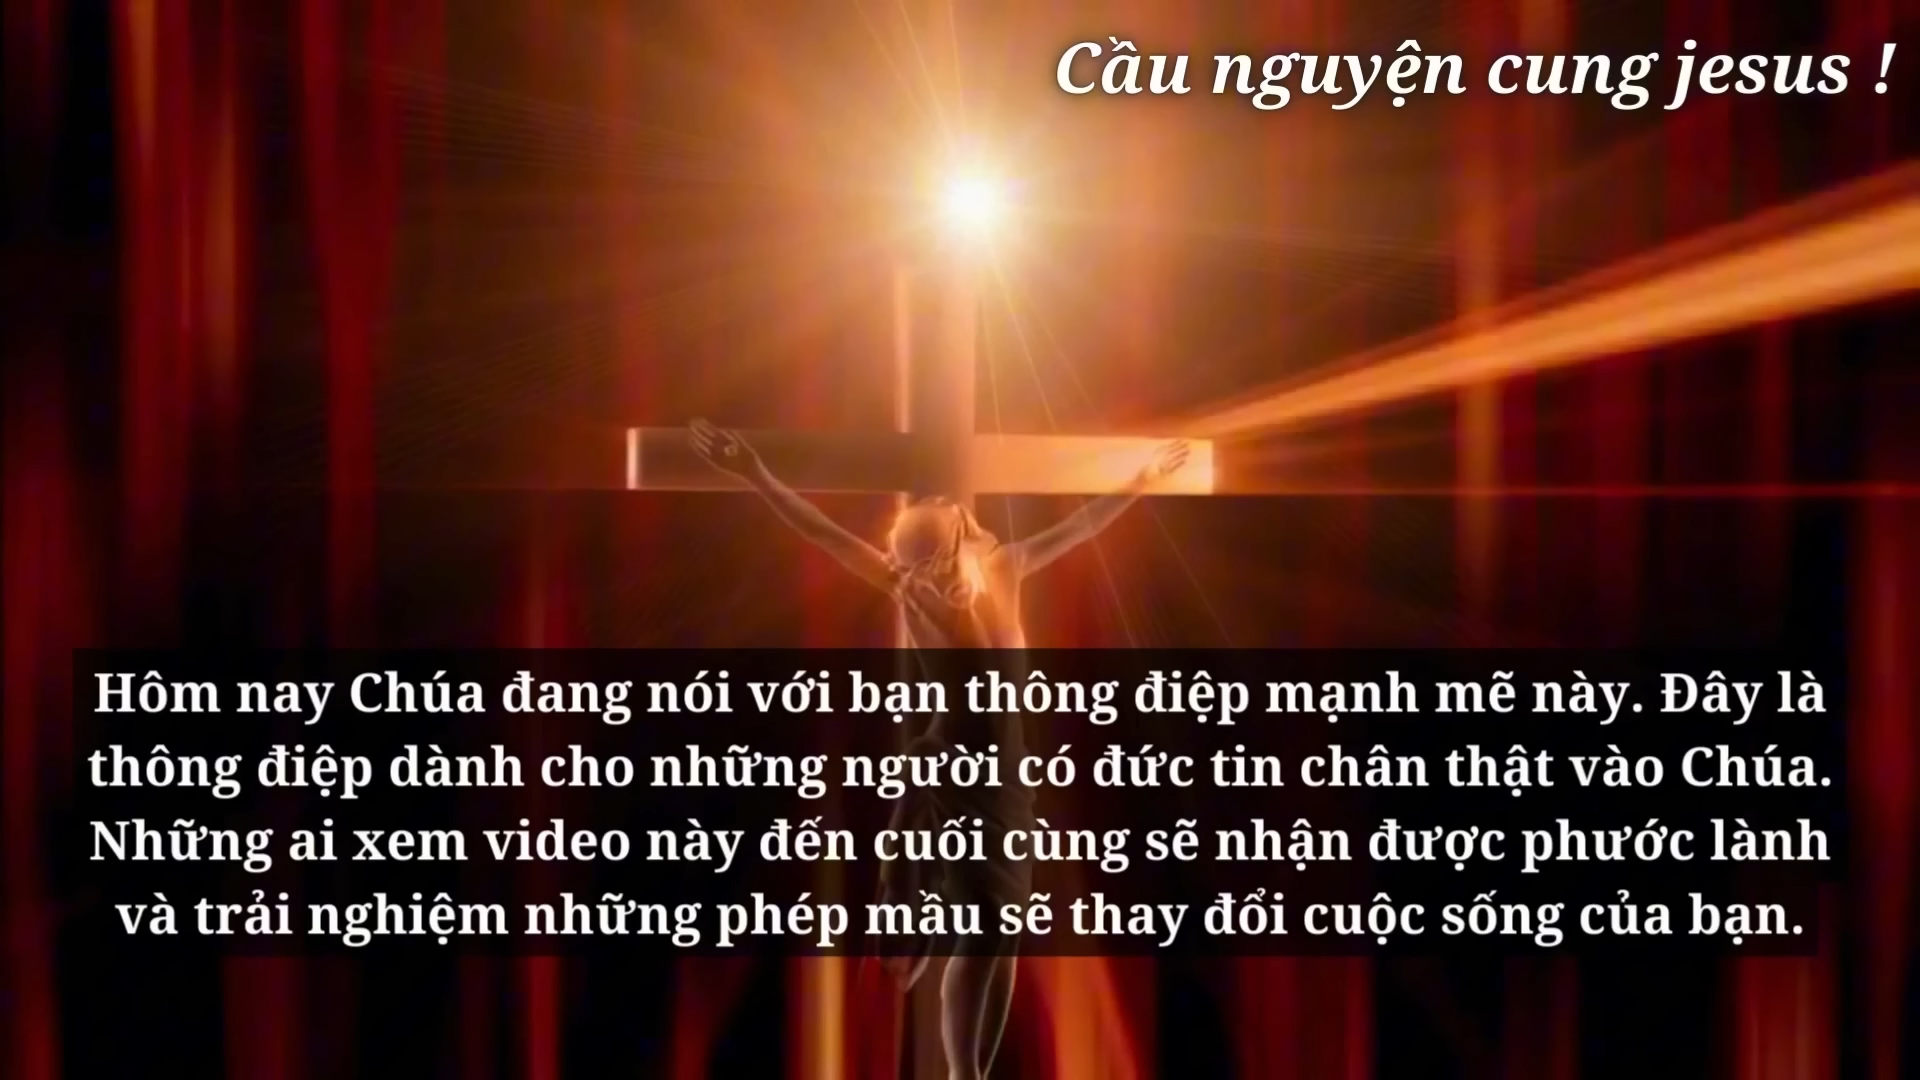 Cầu nguyện cung jesus !
Hôm nay Chúa đang nói với bạn thông điệp mạnh mẽ này. Đây là
thông điệp dành cho những người có đức tin chân thật vào Chúa.
Những ai xem video này đến cuối cùng sẽ nhận được phước lành
và trải nghiệm những phép mầu sẽ thay đổi cuộc sống của bạn.